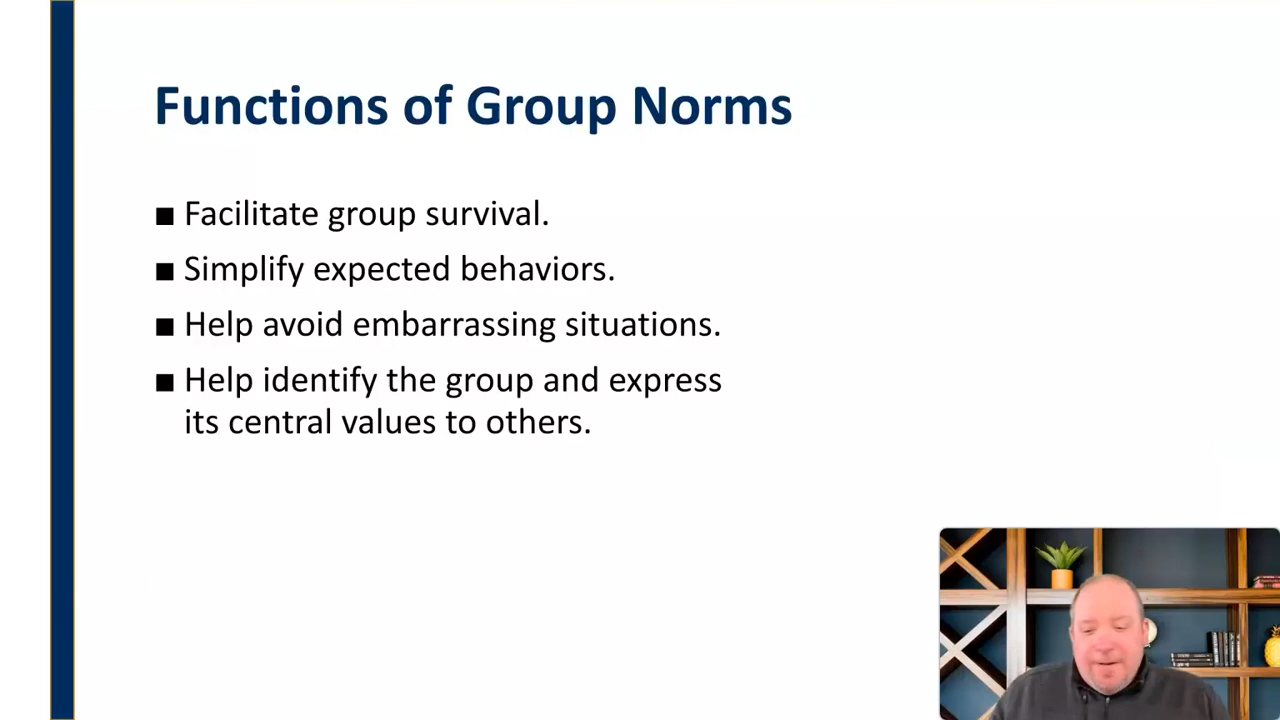 Functions of Group Norms
■ Facilitate group survival.
■ Simplify expected behaviors.
■ Help avoid embarrassing situations.
■ Help identify the group and express
its central values to others.